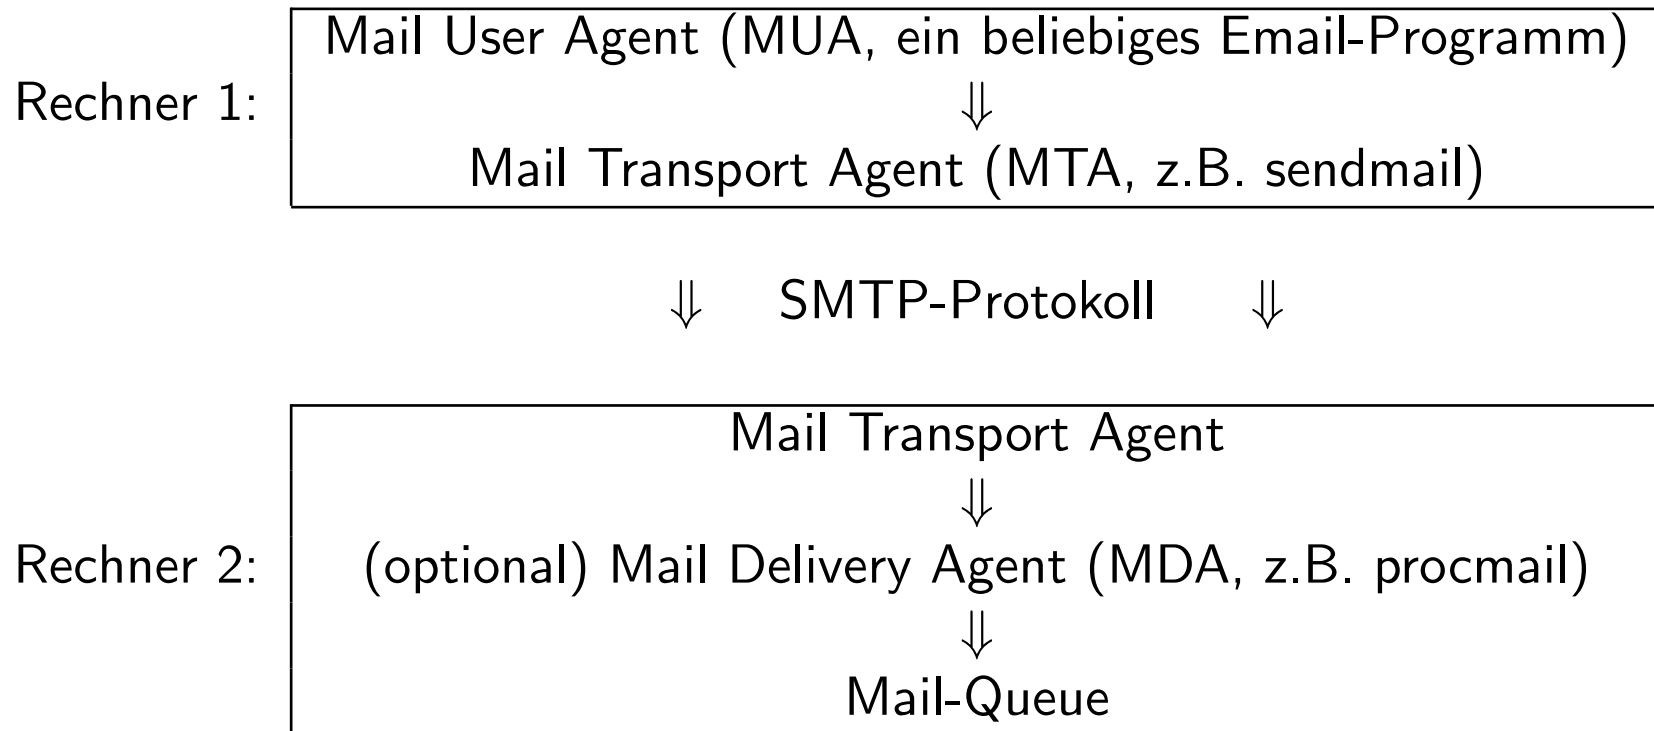 Mail User Agent (MUA, ein beliebiges Email-Programm)
Rechner 1: ⇓
Mail Transport Agent (MTA, z.B. sendmail)
⇓ SMTP-Protokoll ⇓
Mail Transport Agent
⇓
Rechner 2: (optional) Mail Delivery Agent (MDA, z.B. procmail)
⇓
Mail-Queue